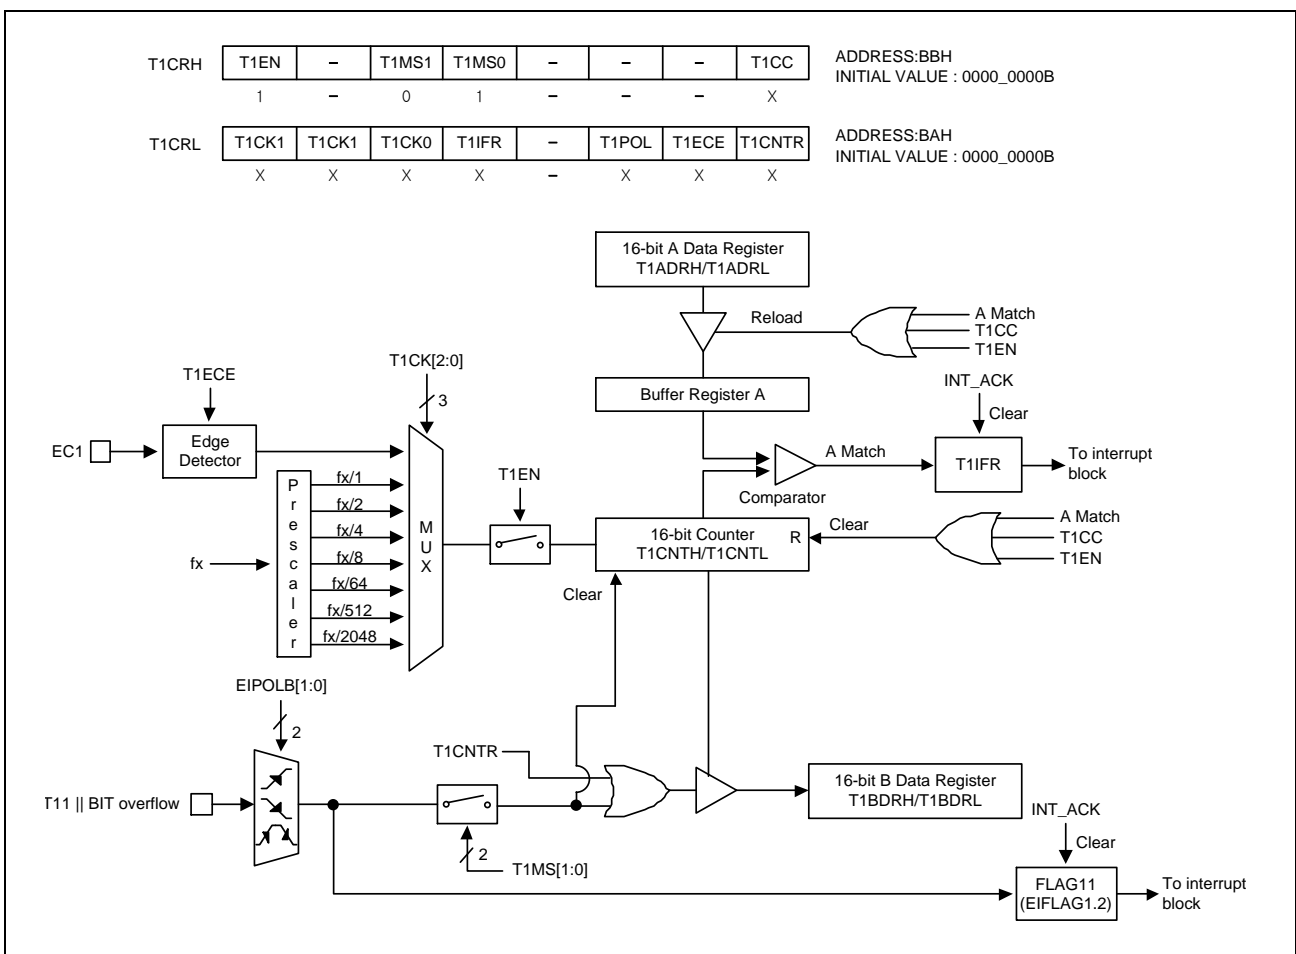 T1CRH T1EN – T1MS1 T1MS0 – – – T1CC
ADDRESS:BBH
INITIAL VALUE : 0000_0000B
1 – 0 1 – – – X
T1CRL T1CK1 T1CK1 T1CK0 T1IFR – T1POL T1ECE T1CNTR
ADDRESS:BAH
INITIAL VALUE : 0000_0000B
X X X X – X X X
16-bit A Data Register
T1ADRH/T1ADRL
Reload
A Match
T1CC
T1EN
T1CK[2:0]
3
T1ECE
Buffer Register A
INT_ACK
Clear
EC1
Edge
Detector
A Match
T1IFR
To interrupt
block
Comparator
Prescaler
fx
fx/1
fx/2
fx/4
fx/8
fx/64
fx/512
fx/2048
MUX
T1EN
16-bit Counter
T1CNTH/T1CNTL
R
Clear
A Match
T1CC
T1EN
Clear
EIPOLB[1:0]
2
T1CNTR
T11 || BIT overflow
2
T1MS[1:0]
16-bit B Data Register
T1BDRH/T1BDRL
INT_ACK
Clear
FLAG11
(EIFLAG1.2)
To interrupt
block